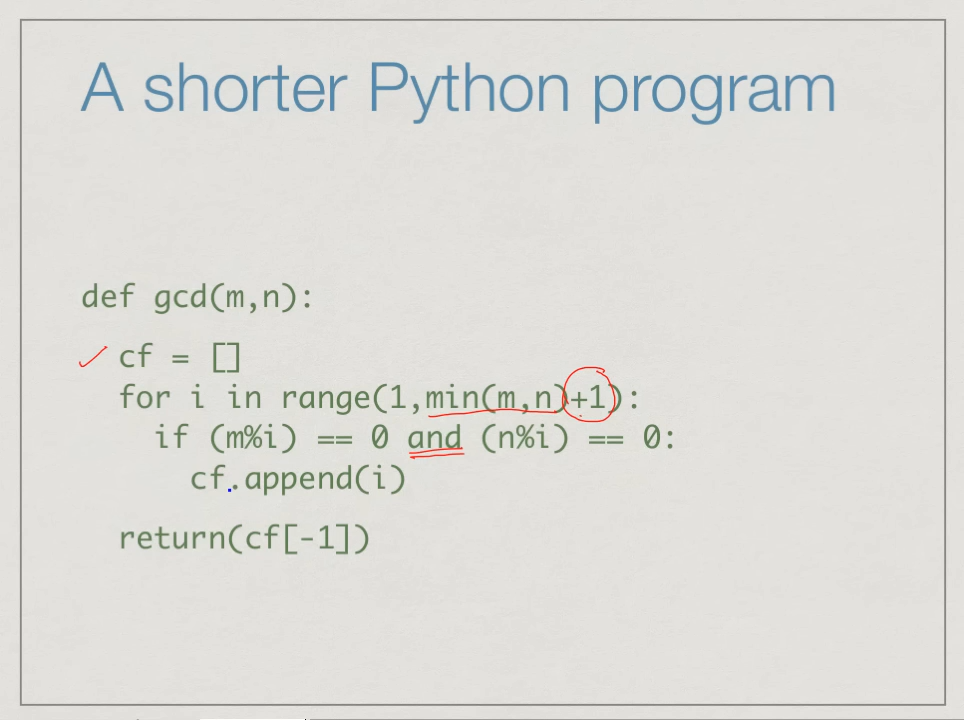 A shorter Python program
def gcd(m,n):
cf = []
for i in range(1,min(m,n)+1):
if (m%i) == 0 and (n%i) == 0:
cf.append(i)
return(cf[-1])